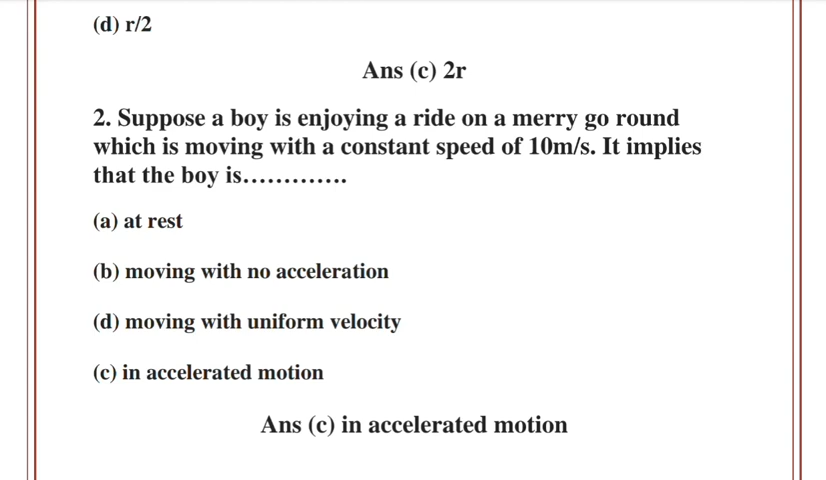 (d) r/2
Ans (c) 2r
2. Suppose a boy is enjoying a ride on a merry go round
which is moving with a constant speed of 10m/s. It implies
that the boy is.............
(a) at rest
(b) moving with no acceleration
(d) moving with uniform velocity
(c) in accelerated motion
Ans (c) in accelerated motion